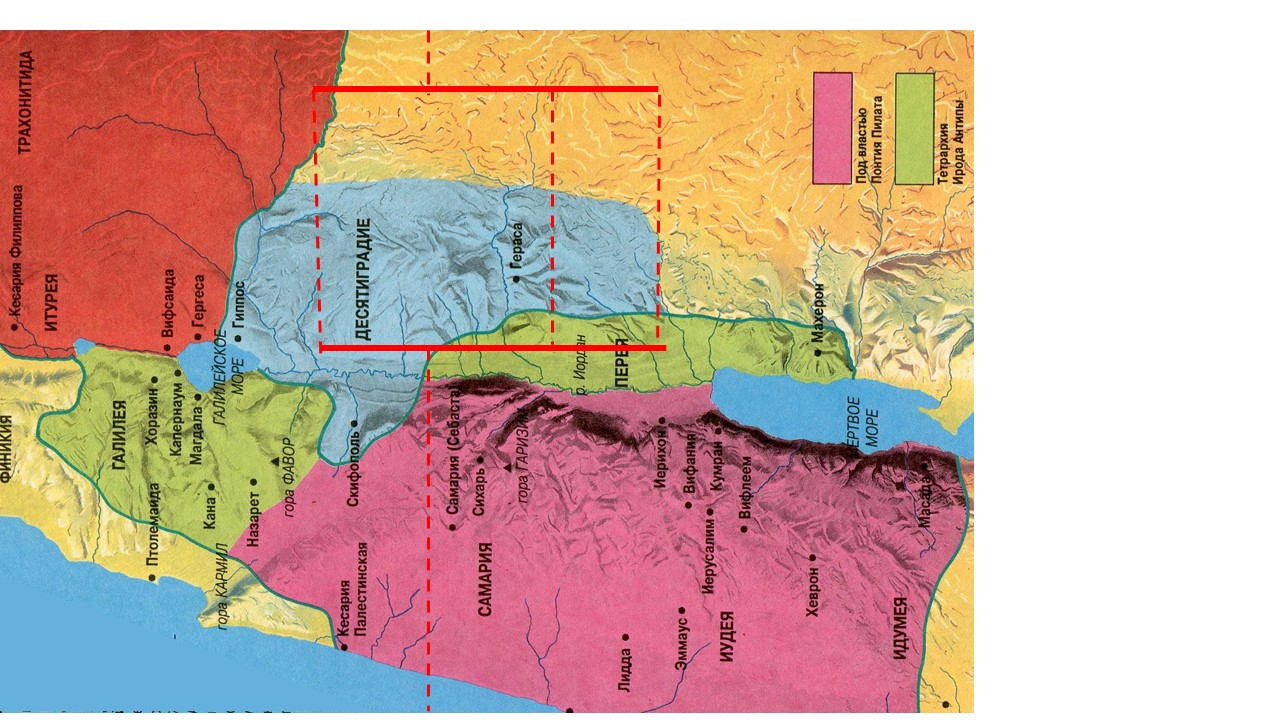 ТРАХОНИТИДА
Кесария Филиппова
ИТУРЕЯ
Вифсаида
Гергеса
Гиппос
ГАЛИЛЕЙСКОЕ
МОРЕ
ГАЛИЛЕЯ
Хоразин
Капернаум
Магдала
гора ФАВОР
Птолемаида
Кана
Назарет
гора КАРМИЛ
ДЕСЯТИГРАДИЕ
Гераса
Скифополь
Кесария
Палестинская
Самария (Себаста)
Сихарь
гора ГАРИЗИМ
САМАРИЯ
р. Иордан
ПЕРЕЯ
Махерон
Иерихон
Вифания
Кумран
Вифлеем
Иерусалим
Эммаус
Лидда
ИУДЕЯ
Хеврон
ЕРТВОЕ
МОРЕ
Масада
ИДУМЕЯ
Под властью
Понтия Пилата
Тетрархия
Ирода Антипы